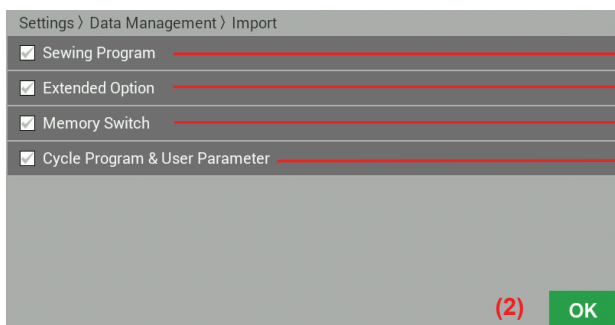 Settings 〉 Data Management 〉 Import
Sewing Program
Extended Option
Memory Switch
Cycle Program & User Parameter
(2) OK